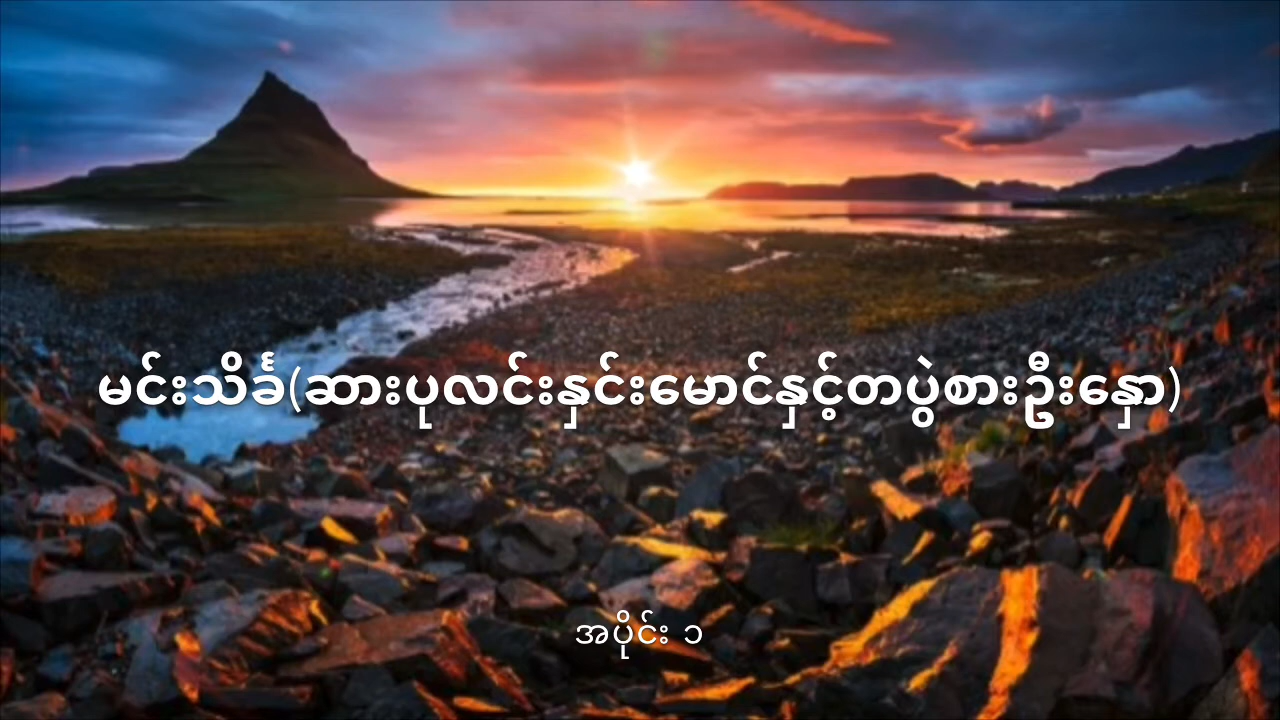 မင်းသိင်္ခ(ဆားပုလင်းနှင်းမောင်နှင့်တပွဲစားဦးနှော)
အပိုင်း ၁